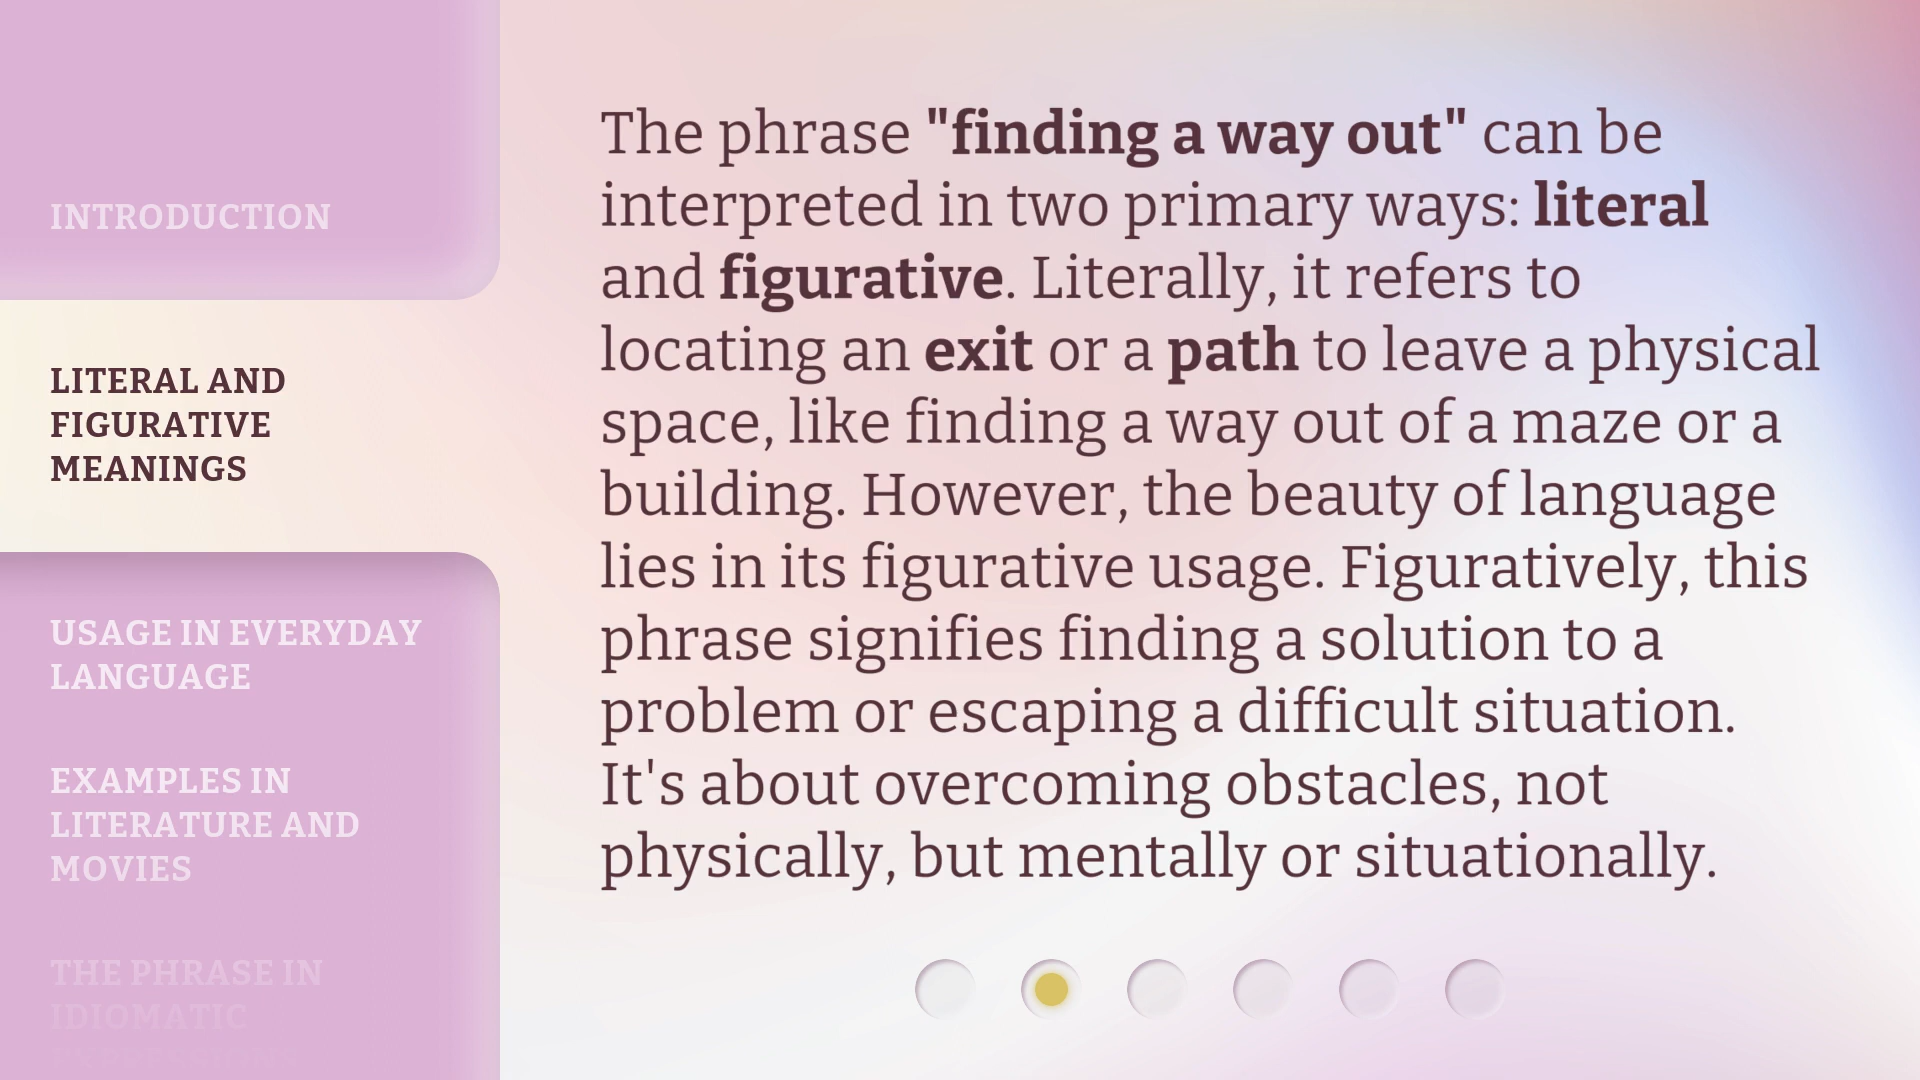 INTRODUCTION
LITERAL AND
FIGURATIVE
MEANINGS
USAGE IN EVERYDAY
LANGUAGE
EXAMPLES IN
LITERATURE AND
MOVIES
THE PHRASE IN
IDIOMATIC
The phrase "finding a way out" can be
interpreted in two primary ways: literal
and figurative. Literally, it refers to
locating an exit or a path to leave a physical
space, like finding a way out of a maze or a
building. However, the beauty of language
lies in its figurative usage. Figuratively, this
phrase signifies finding a solution to a
problem or escaping a difficult situation.
It's about overcoming obstacles, not
physically, but mentally or situationally.